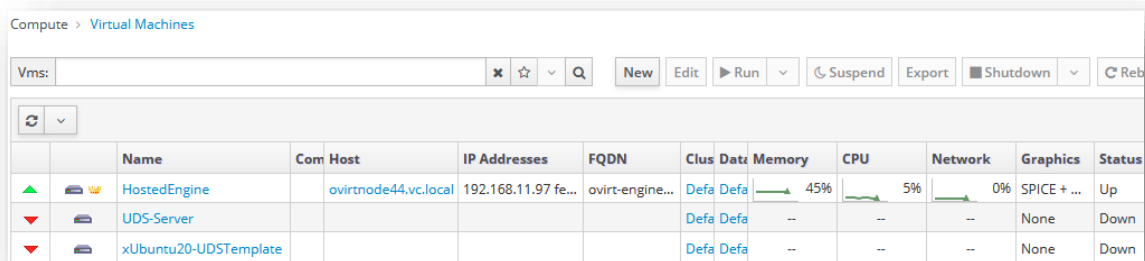 Compute > Virtual Machines
Vms: New Edit Run Suspend Export Shutdown Reb
Name Com Host IP Addresses FQDN Clus Data Memory CPU Network Graphics Status
HostedEngine ovirtnode44.vc.local 192.168.11.97 fe... ovirt-engine... Defa Defa 45% 5% 0% SPICE + ... Up
UDS-Server Defa Defa -- -- -- None Down
xUbuntu20-UDSTemplate Defa Defa -- -- -- None Down